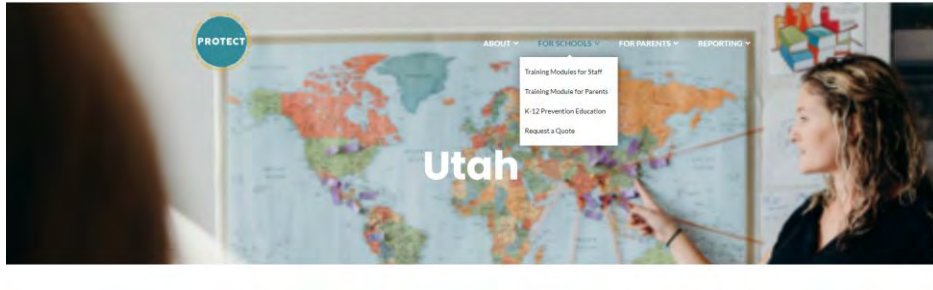 PROTECT
ABOUT
FOR SCHOOLS
FOR PARENTS
REPORTING
Training Modules for Staff
Training Module for Parents
K-12 Prevention Education
Request a Quote
Utah